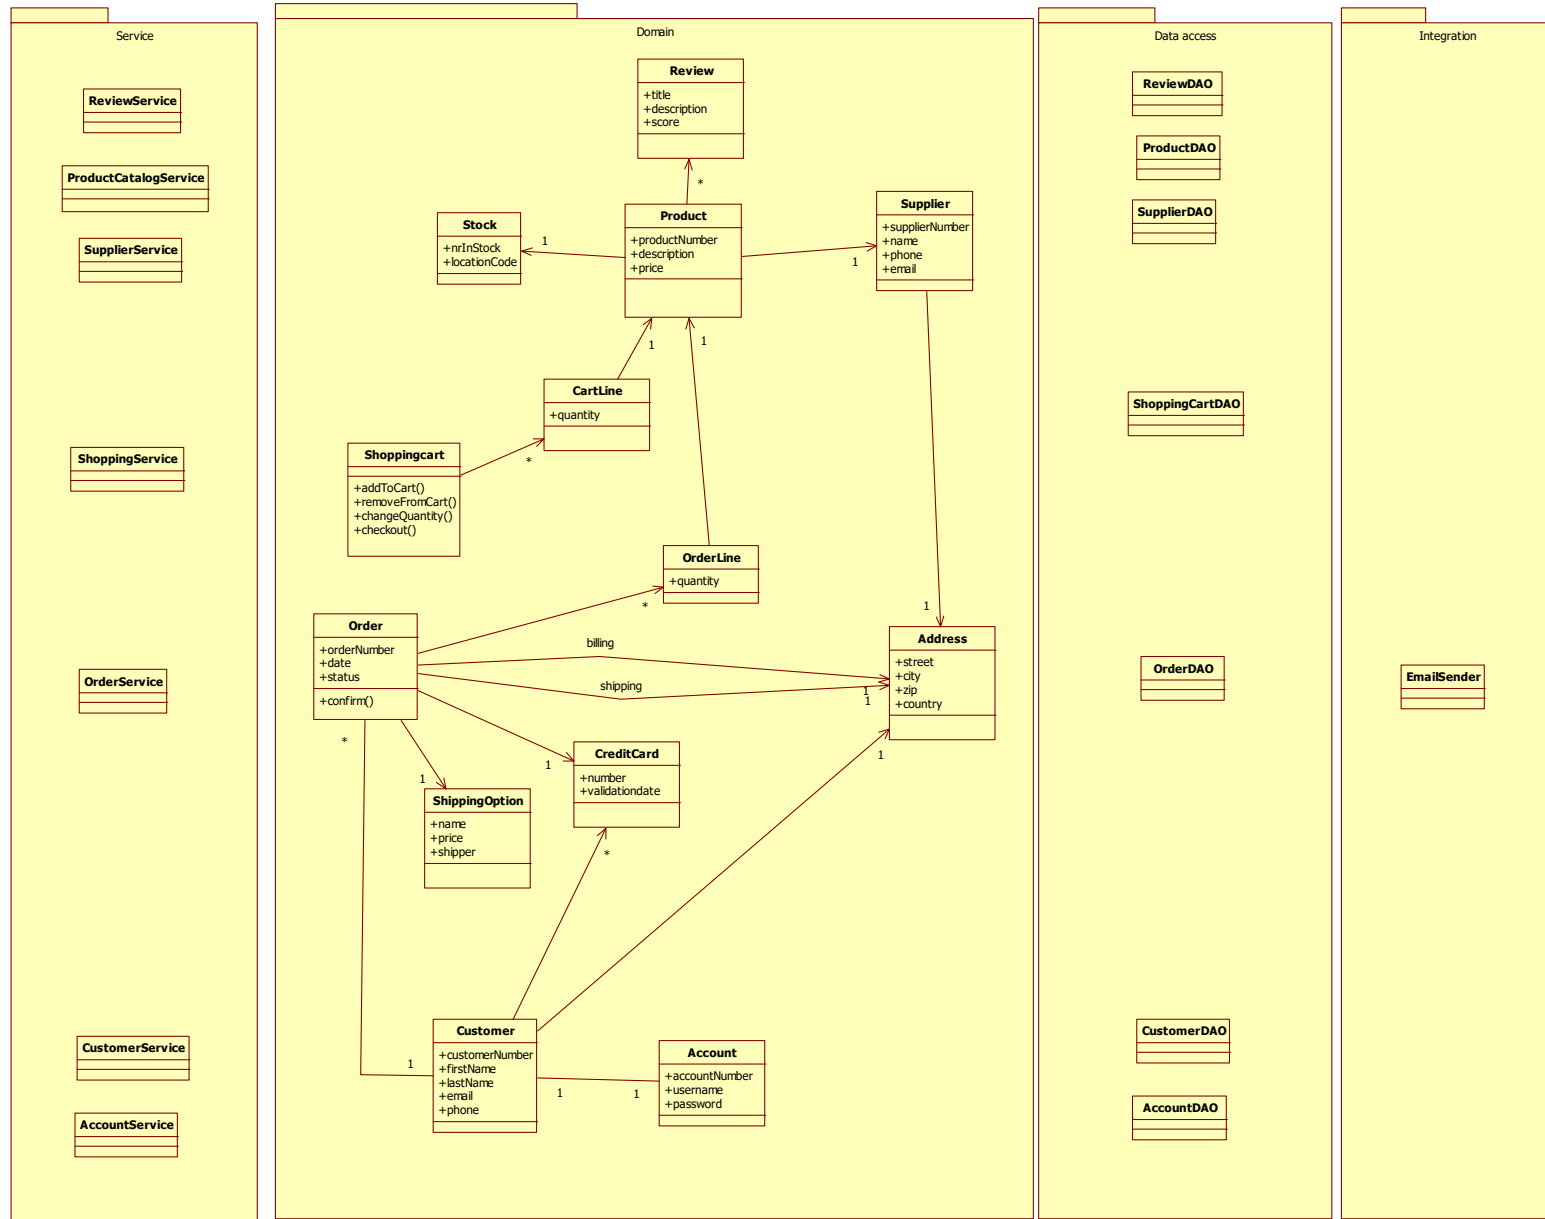 Service
ReviewService
ProductCatalogService
SupplierService
ShoppingService
OrderService
CustomerService
AccountService
Domain
Review
+title
+description
+score
*
Stock
+nrInStock
+locationCode
1
Product
+productNumber
+description
+price
1
Supplier
+supplierNumber
+name
+phone
+email
1
1
CartLine
+quantity
Shoppingcart
+addToCart()
+removeFromCart()
+changeQuantity()
+checkout()
*
OrderLine
+quantity
*
1
Order
+orderNumber
+date
+status
+confirm()
billing
shipping
1
1
Address
+street
+city
+zip
+country
*
1
1
1
CreditCard
+number
+validationdate
ShippingOption
+name
+price
+shipper
*
Customer
+customerNumber
+firstName
+lastName
+email
+phone
1
1
1
Account
+accountNumber
+username
+password
Data access
ReviewDAO
ProductDAO
SupplierDAO
ShoppingCartDAO
OrderDAO
CustomerDAO
AccountDAO
Integration
EmailSender